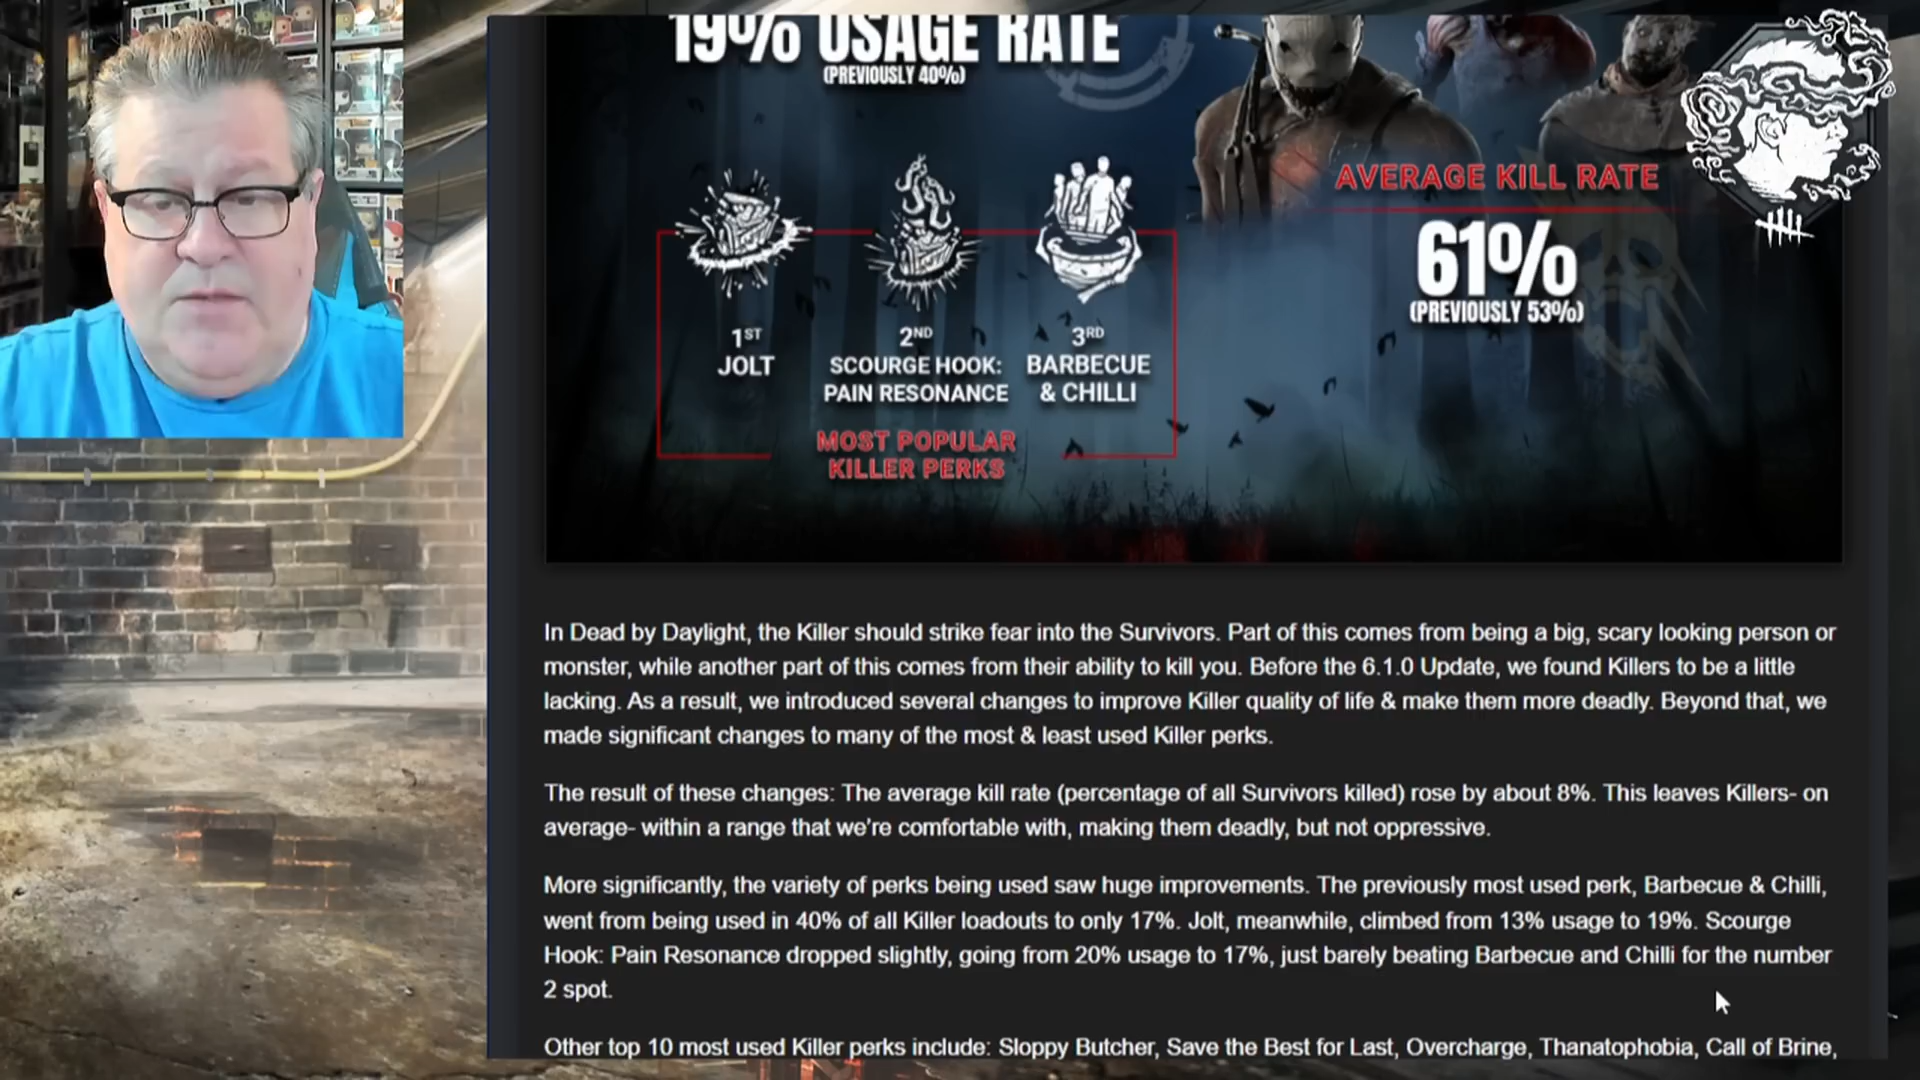 19% USAGE RATE
(PREVIOUSLY 40%)
AVERAGE KILL RATE
61%
(PREVIOUSLY 53%)
1ST
JOLT
2ND
SCOURGE HOOK:
PAIN RESONANCE
3RD
BARBECUE
& CHILLI
MOST POPULAR
KILLER PERKS
In Dead by Daylight, the Killer should strike fear into the Survivors. Part of this comes from being a big, scary looking person or
monster, while another part of this comes from their ability to kill you. Before the 6.1.0 Update, we found Killers to be a little
lacking. As a result, we introduced several changes to improve Killer quality of life & make them more deadly. Beyond that, we
made significant changes to many of the most & least used Killer perks.
The result of these changes: The average kill rate (percentage of all Survivors killed) rose by about 8%. This leaves Killers- on
average- within a range that we’re comfortable with, making them deadly, but not oppressive.
More significantly, the variety of perks being used saw huge improvements. The previously most used perk, Barbecue & Chilli,
went from being used in 40% of all Killer loadouts to only 17%. Jolt, meanwhile, climbed from 13% usage to 19%. Scourge
Hook: Pain Resonance dropped slightly, going from 20% usage to 17%, just barely beating Barbecue and Chilli for the number
2 spot.
Other top 10 most used Killer perks include: Sloppy Butcher, Save the Best for Last, Overcharge, Thanatophobia, Call of Brine,